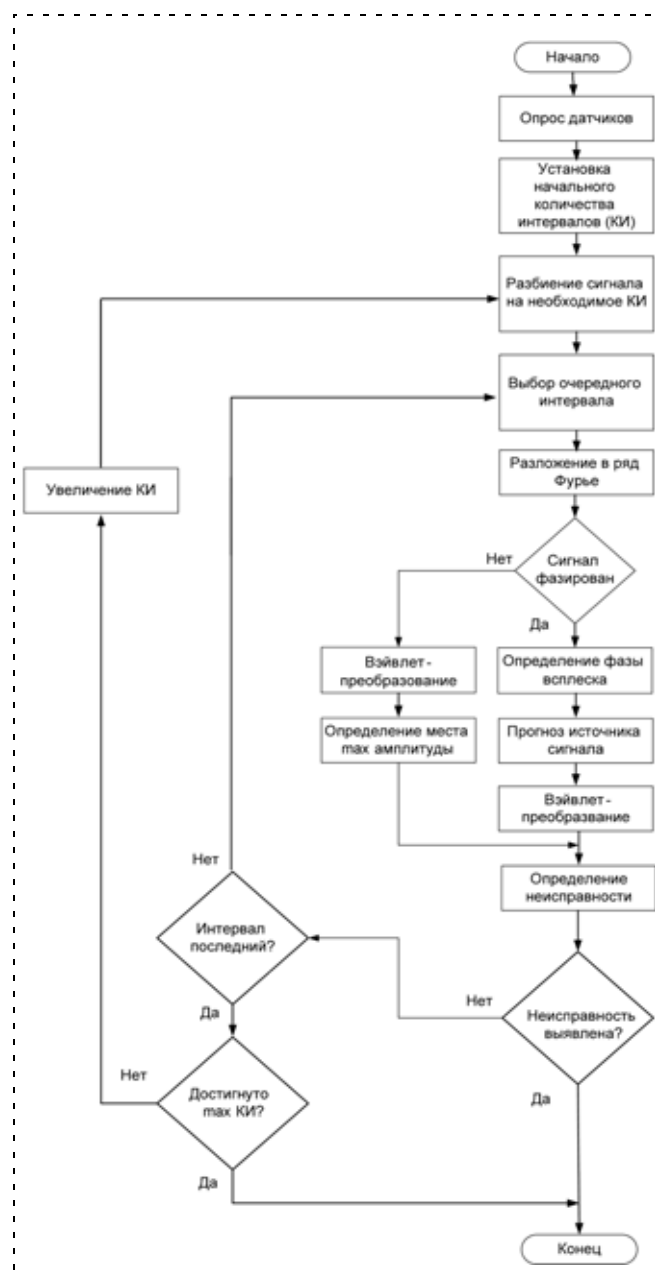 Начало
Опрос датчиков
Установка
начального
количества
интервалов (КИ)
Разбиение сигнала
на необходимое КИ
Выбор очередного
интервала
Увеличение КИ
Разложение в ряд
Фурье
Нет
Сигнал
фазирован
Да
Вэйвлет-
преобразование
Определение фазы
всплеска
Определение места
max амплитуды
Прогноз источника
сигнала
Вэйвлет-
преобразвание
Нет
Определение
неисправности
Интервал
последний?
Нет
Да
Неисправность
выявлена?
Нет
Достигнуто
max КИ?
Да
Да
Конец